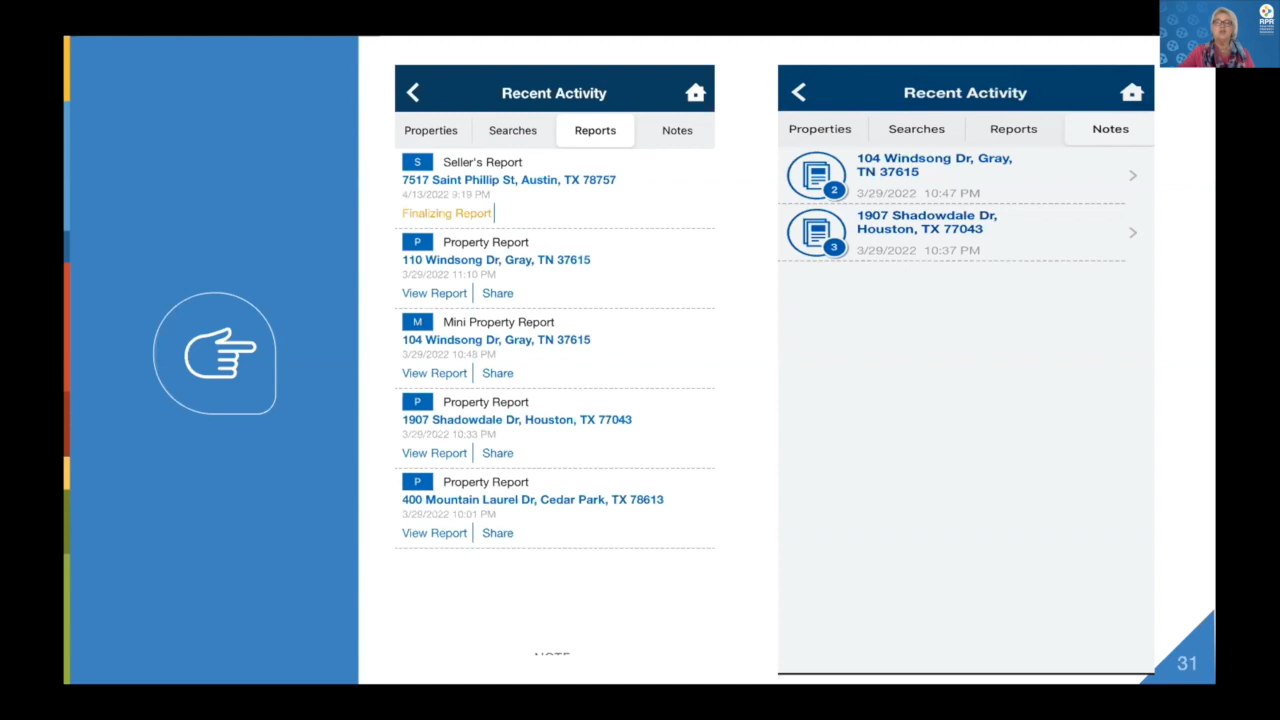 RPR
Recent Activity
Properties
Searches
Reports
Notes
S Seller's Report
7517 Saint Phillip St, Austin, TX 78757
4/13/2022 9:19 PM
Finalizing Report
P Property Report
110 Windsong Dr, Gray, TN 37615
3/29/2022 11:10 PM
View Report Share
M Mini Property Report
104 Windsong Dr, Gray, TN 37615
3/29/2022 10:48 PM
View Report Share
P Property Report
1907 Shadowdale Dr, Houston, TX 77043
3/29/2022 10:33 PM
View Report Share
P Property Report
400 Mountain Laurel Dr, Cedar Park, TX 78613
3/29/2022 10:01 PM
View Report Share
Recent Activity
Properties
Searches
Reports
Notes
104 Windsong Dr, Gray,
TN 37615
2
3/29/2022 10:47 PM
1907 Shadowdale Dr,
Houston, TX 77043
3
3/29/2022 10:37 PM
31